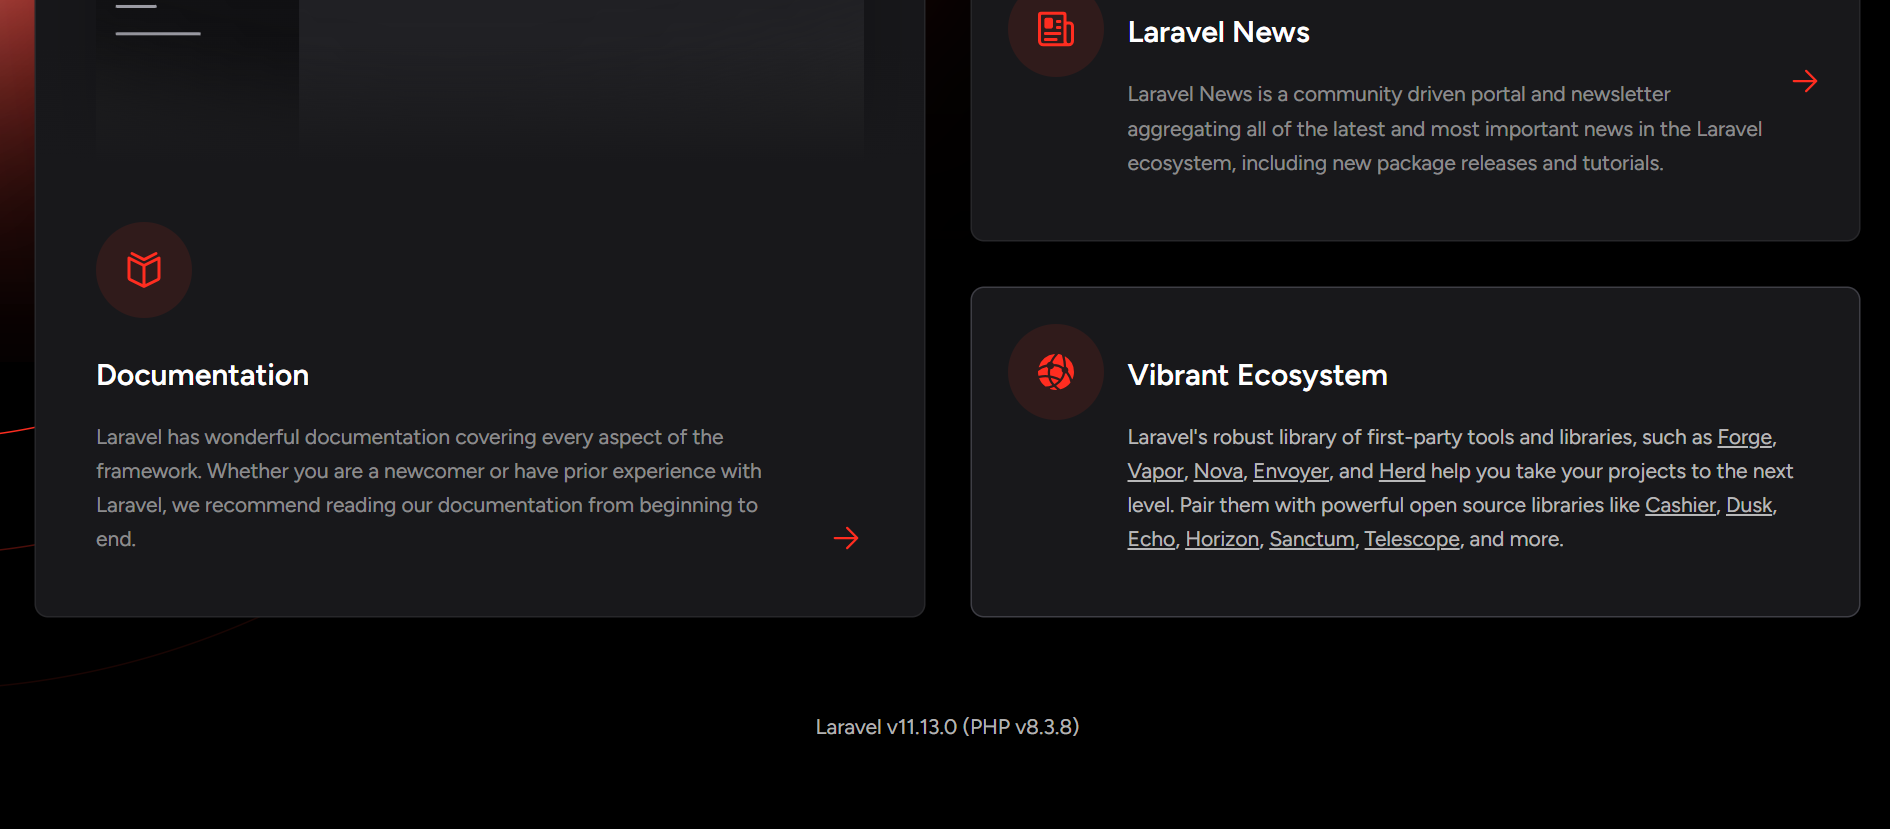 Laravel News
Laravel News is a community driven portal and newsletter
aggregating all of the latest and most important news in the Laravel
ecosystem, including new package releases and tutorials.
Documentation
Laravel has wonderful documentation covering every aspect of the
framework. Whether you are a newcomer or have prior experience with
Laravel, we recommend reading our documentation from beginning to
end.
Vibrant Ecosystem
Laravel's robust library of first-party tools and libraries, such as Forge,
Vapor, Nova, Envoyer, and Herd help you take your projects to the next
level. Pair them with powerful open source libraries like Cashier, Dusk,
Echo, Horizon, Sanctum, Telescope, and more.
Laravel v11.13.0 (PHP v8.3.8)